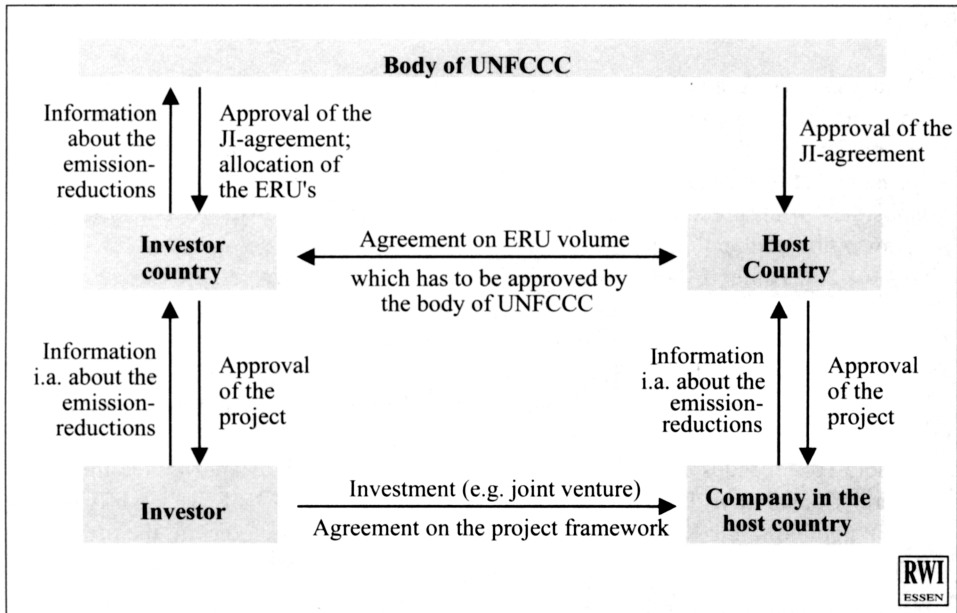 Body of UNFCCC
Information
about the
emission-
reductions
Approval of the
JI-agreement;
allocation of
the ERU's
Approval of the
JI-agreement
Investor
country
Agreement on ERU volume
which has to be approved by
the body of UNFCCC
Host
Country
Information
i.a. about the
emission-
reductions
Approval
of the
project
Information
i.a. about the
emission-
reductions
Approval
of the
project
Investor
Investment (e.g. joint venture)
Agreement on the project framework
Company in the
host country
RWI
ESSEN